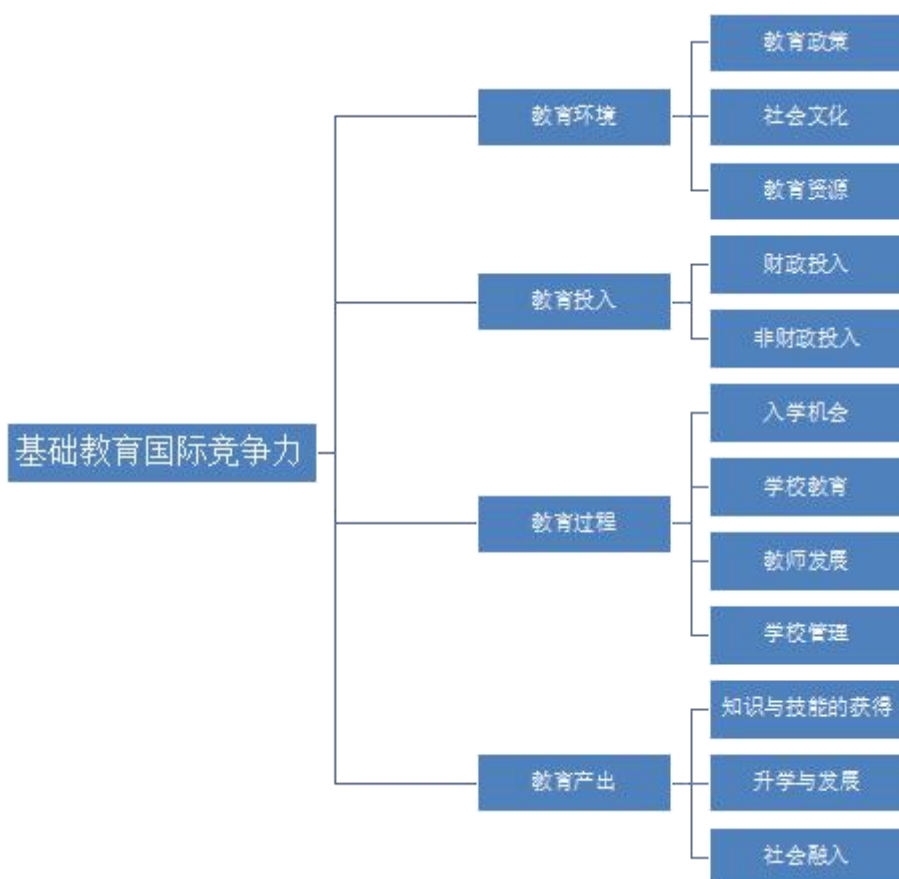 基础教育国际竞争力
教育环境
教育政策
社会文化
教育资源
教育投入
财政投入
非财政投入
教育过程
入学机会
学校教育
教师发展
学校管理
教育产出
知识与技能的获得
升学与发展
社会融入